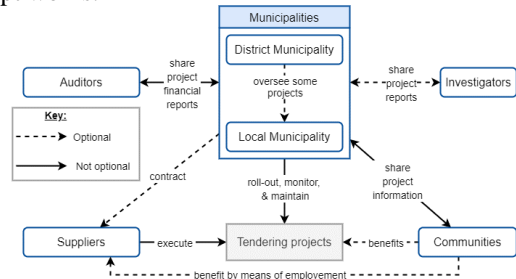 Municipalities
District Municipality
oversee some
projects
Local Municipality
Auditors
share
project
financial
reports
share
project
reports
Investigators
Key:
Optional
Not optional
contract
roll-out, monitor,
& maintain
share
project
information
Suppliers
execute
Tendering projects
benefits
Communities
benefit by means of employment